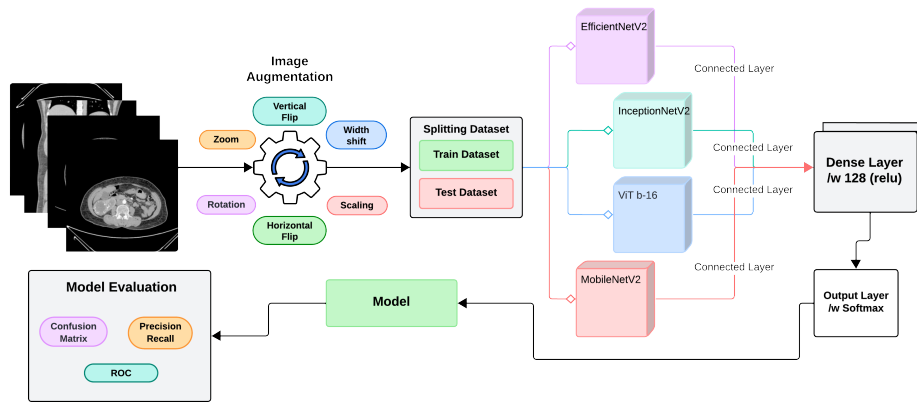 Image
Augmentation
Vertical
Flip
Zoom
Width
shift
Rotation
Scaling
Horizontal
Flip
Splitting Dataset
Train Dataset
Test Dataset
EfficientNetV2
Connected Layer
InceptionNetV2
Connected Layer
ViT b-16
Connected Layer
MobileNetV2
Connected Layer
Dense Layer
/w 128 (relu)
Output Layer
/w Softmax
Model
Model Evaluation
Confusion
Matrix
Precision
Recall
ROC